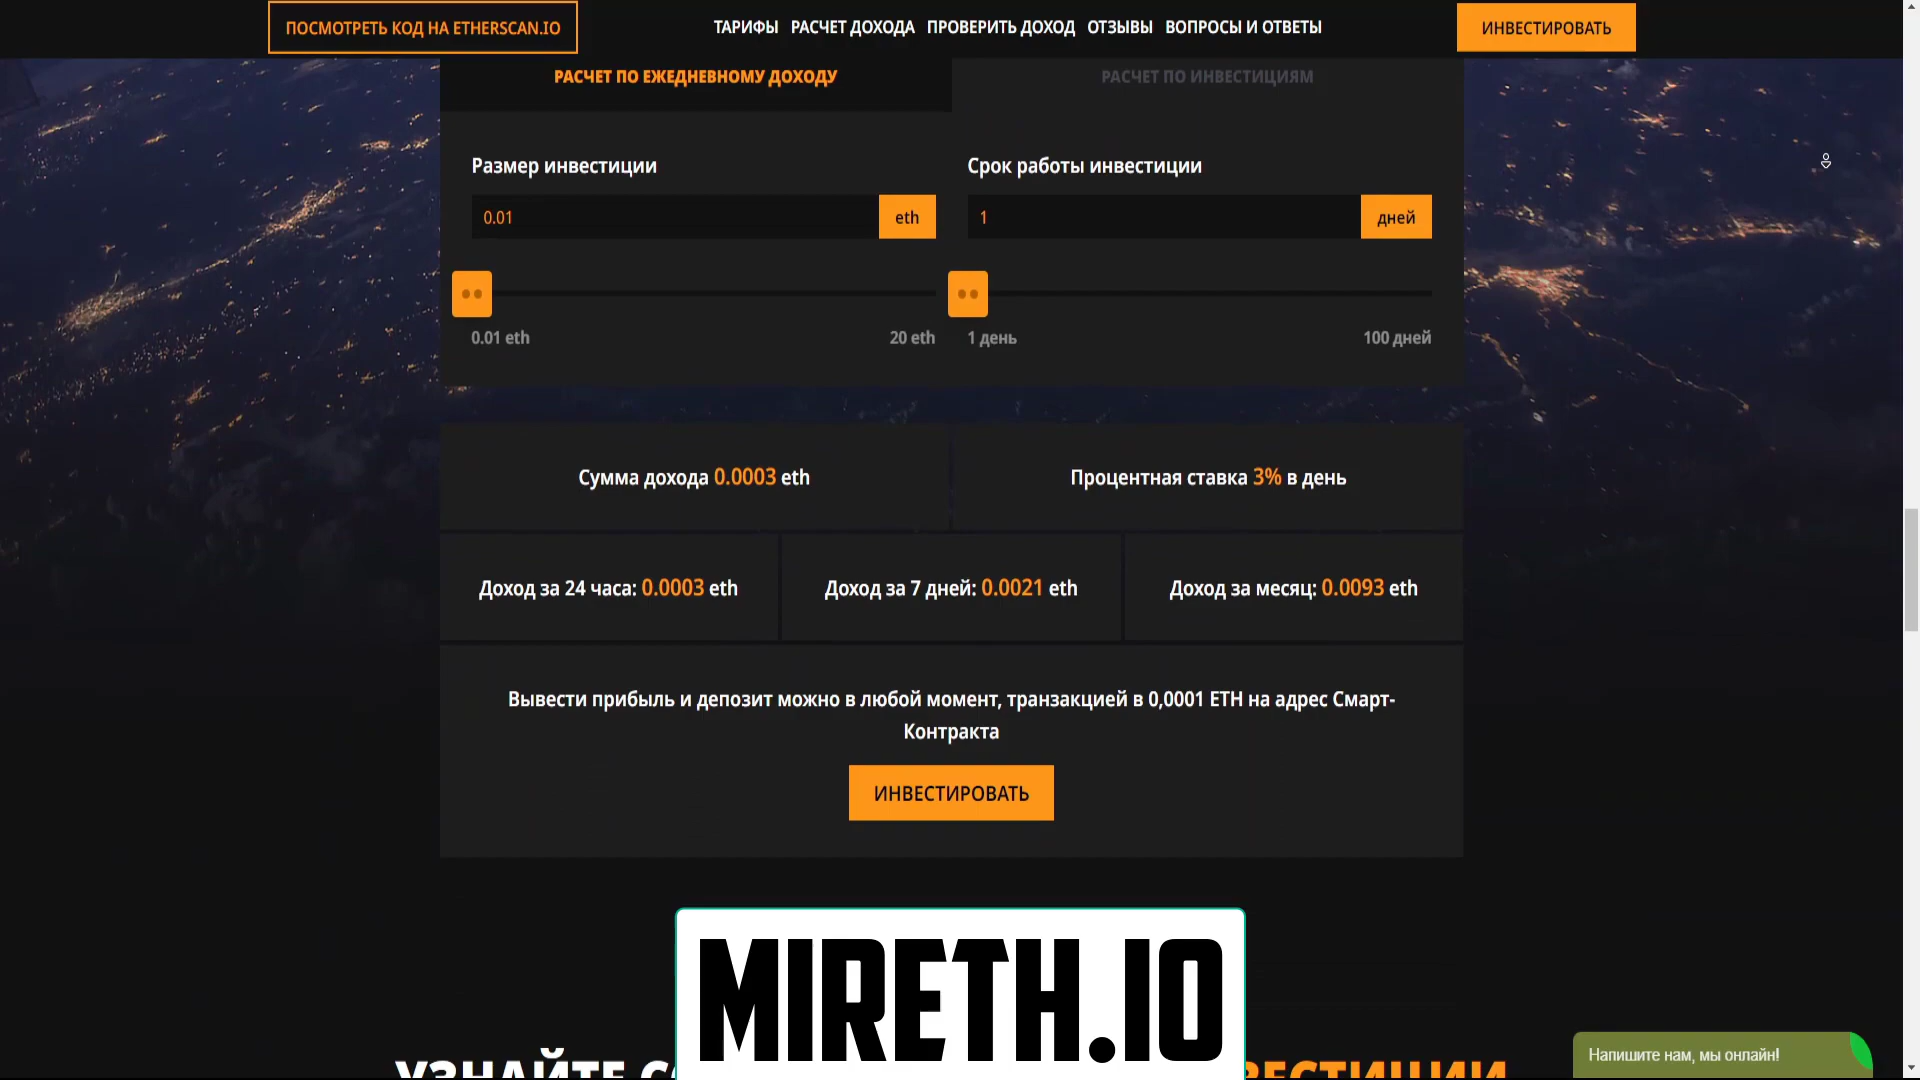 ПОСМОТРЕТЬ КОД НА ETHERSCAN.IO
ТАРИФЫ РАСЧЕТ ДОХОДА ПРОВЕРИТЬ ДОХОД ОТЗЫВЫ ВОПРОСЫ И ОТВЕТЫ
ИНВЕСТИРОВАТЬ
РАСЧЕТ ПО ЕЖЕДНЕВНОМУ ДОХОДУ
РАСЧЕТ ПО ИНВЕСТИЦИЯМ
Размер инвестиции
0.01 eth
0.01 eth 20 eth
Срок работы инвестиции
1 дней
1 день 100 дней
Сумма дохода 0.0003 eth
Процентная ставка 3% в день
Доход за 24 часа: 0.0003 eth
Доход за 7 дней: 0.0021 eth
Доход за месяц: 0.0093 eth
Вывести прибыль и депозит можно в любой момент, транзакцией в 0,0001 ETH на адрес Смарт-
Контракта
ИНВЕСТИРОВАТЬ
MIRETH.IO
УЗНАЙТЕ
Напишите нам, мы онлайн!